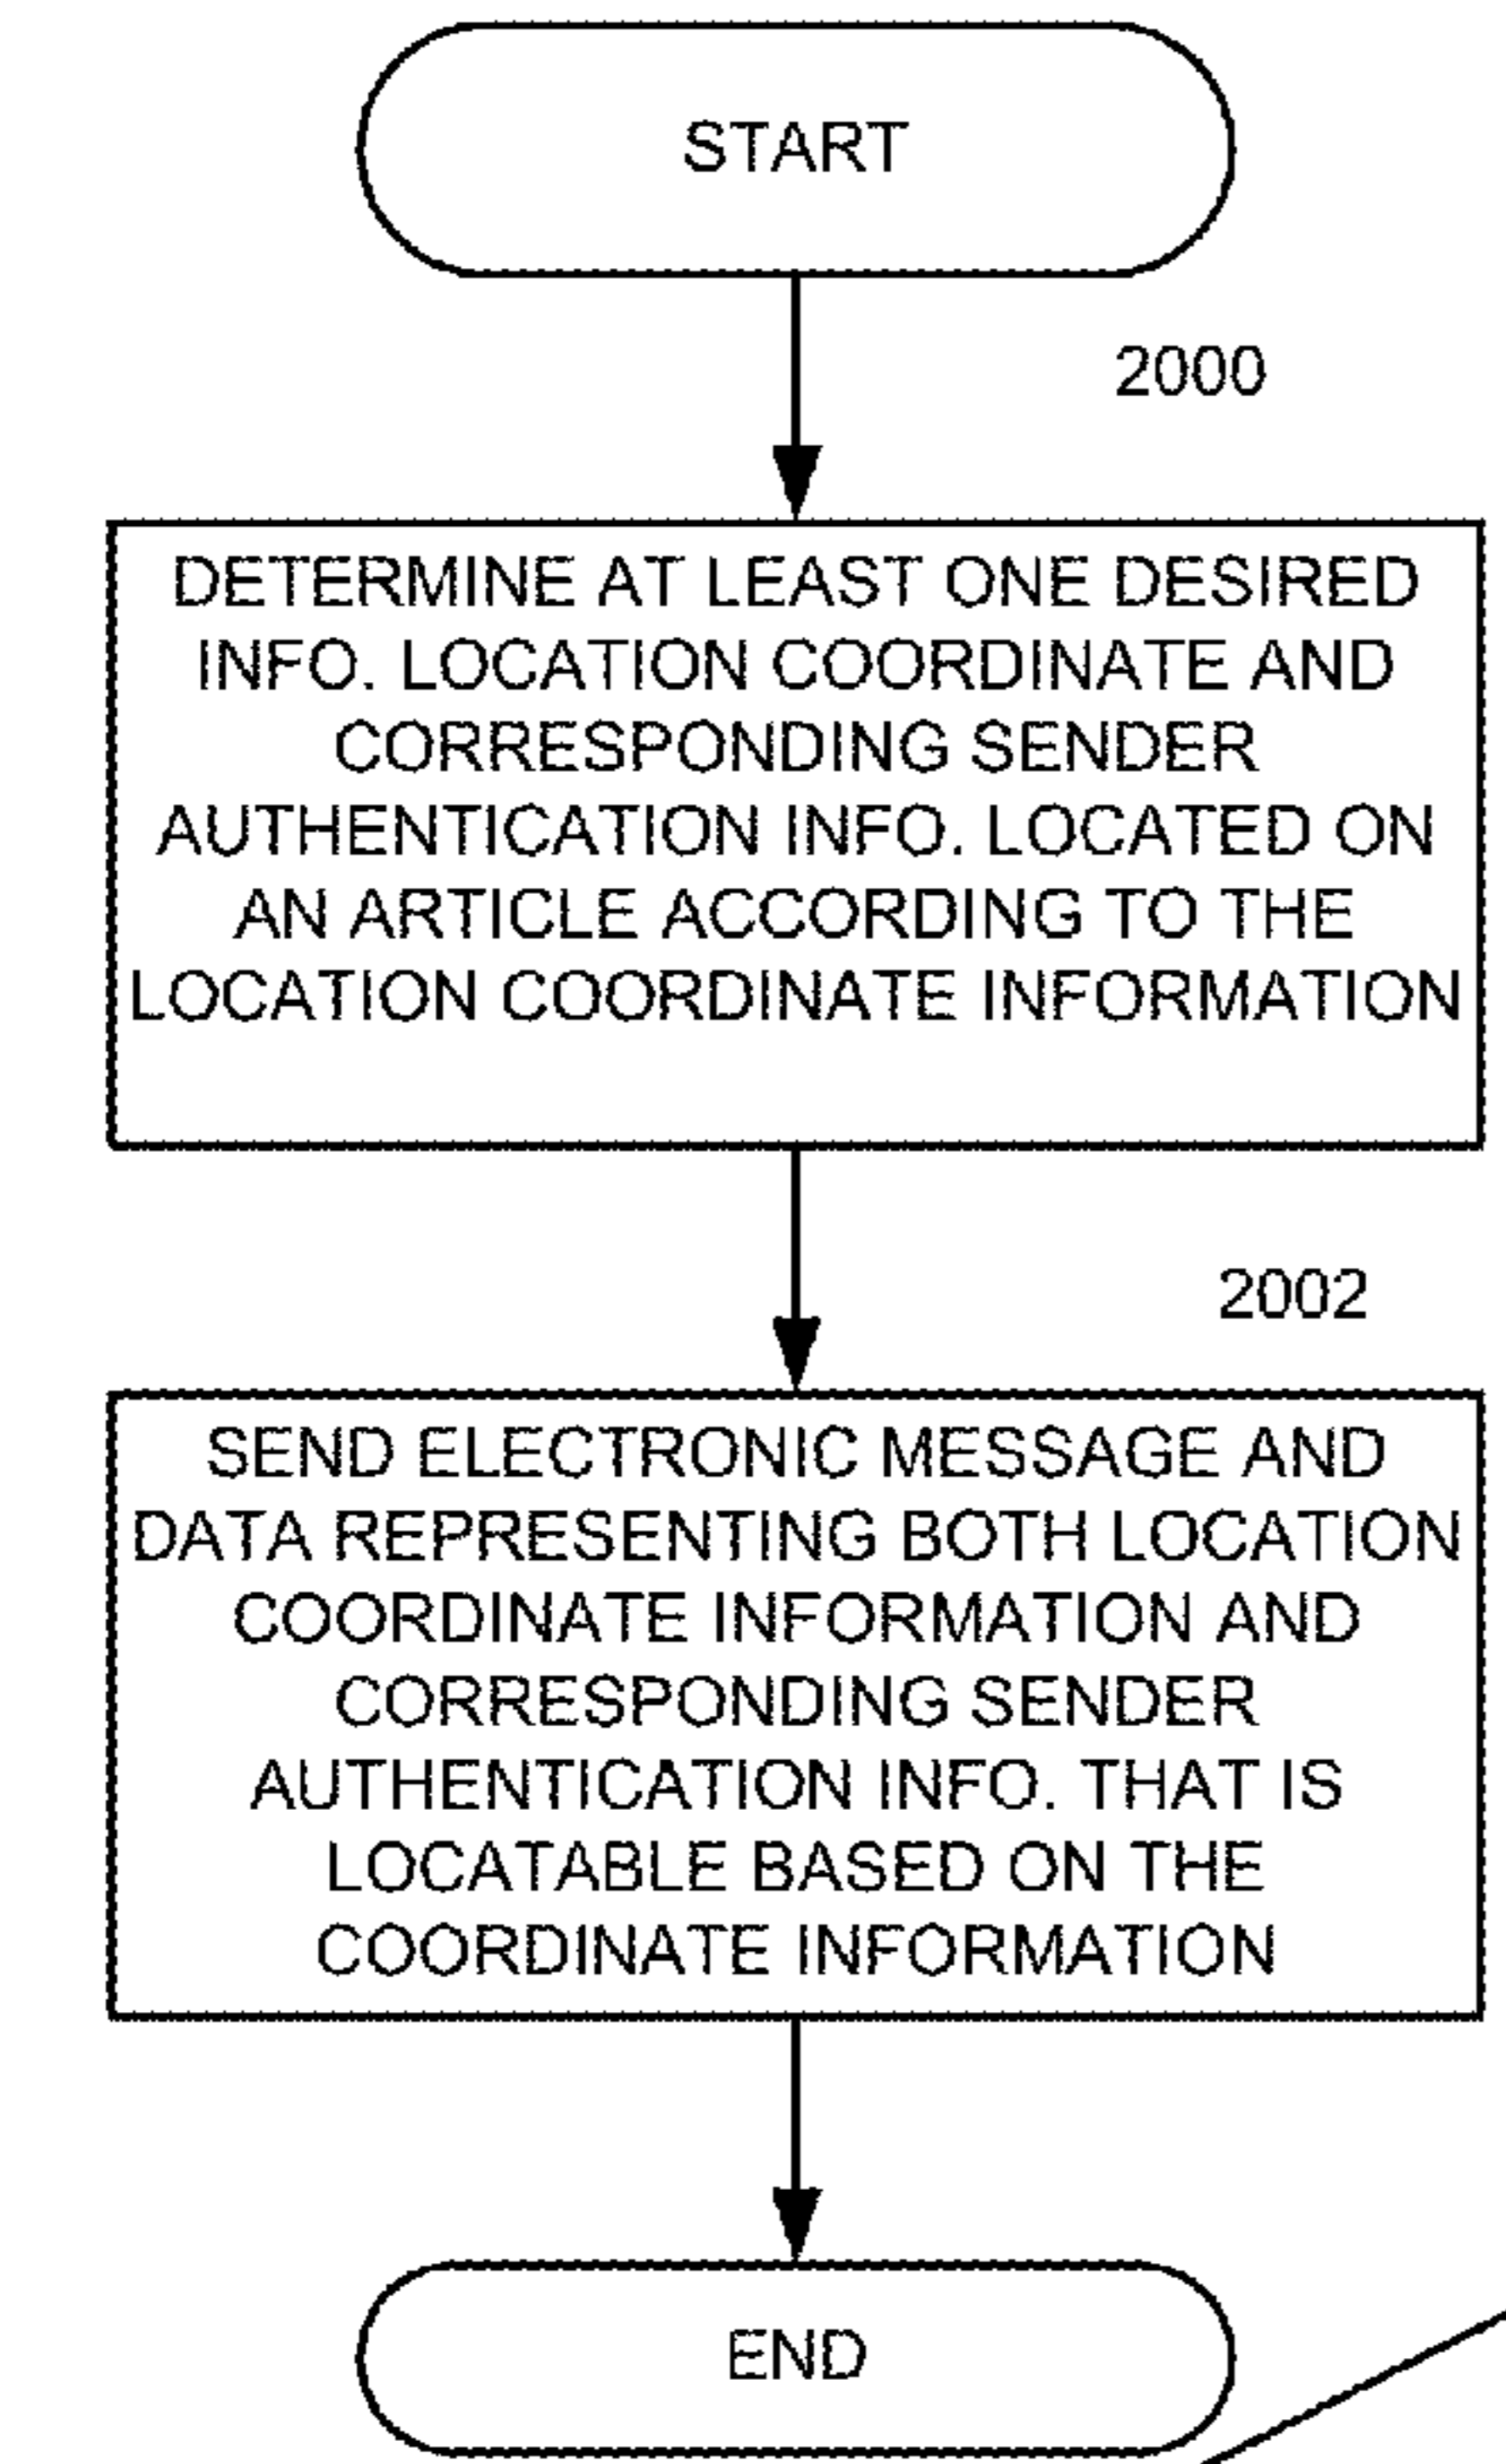 START
2000
DETERMINE AT LEAST ONE DESIRED
INFO. LOCATION COORDINATE AND
CORRESPONDING SENDER
AUTHENTICATION INFO. LOCATED ON
AN ARTICLE ACCORDING TO THE
LOCATION COORDINATE INFORMATION
2002
SEND ELECTRONIC MESSAGE AND
DATA REPRESENTING BOTH LOCATION
COORDINATE INFORMATION AND
CORRESPONDING SENDER
AUTHENTICATION INFO. THAT IS
LOCATABLE BASED ON THE
COORDINATE INFORMATION
END